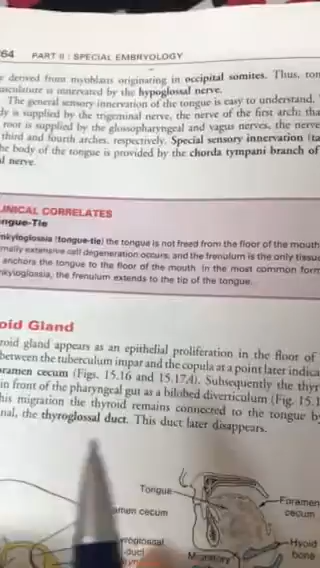 64 PART II : SPECIAL EMBRYOLOGY
derived from myoblasts originating in occipital somites. Thus, ton
musculature is innervated by the hypoglossal nerve.
The general sensory innervation of the tongue is easy to understand.
is supplied by the trigeminal nerve, the nerve of the first arch; tha
root is supplied by the glossopharyngeal and vagus nerves, the nerve
third and fourth arches, respectively. Special sensory innervation (ta
he body of the tongue is provided by the chorda tympani branch of
l nerve.
LINICAL CORRELATES
ngue-Tie
nkyloglossia (tongue-tie) the tongue is not freed from the floor of the mouth
mally extensive cell degeneration occurs, and the frenulum is the only tissue
anchors the tongue to the floor of the mouth. In the most common form
nkyloglossia, the frenulum extends to the tip of the tongue.
oid Gland
roid gland appears as an epithelial proliferation in the floor of
between the tuberculum impar and the copula at a point later indica
oramen cecum (Figs. 15.16 and 15.17A). Subsequently the thyr
in front of the pharyngeal gut as a bilobed diverticulum (Fig. 15.1
his migration the thyroid remains connected to the tongue by
nal, the thyroglossal duct. This duct later disappears.
Tongue
Foramen
cecum
amen cecum
yroglossal
duct
Hyoid
bone
Migratory